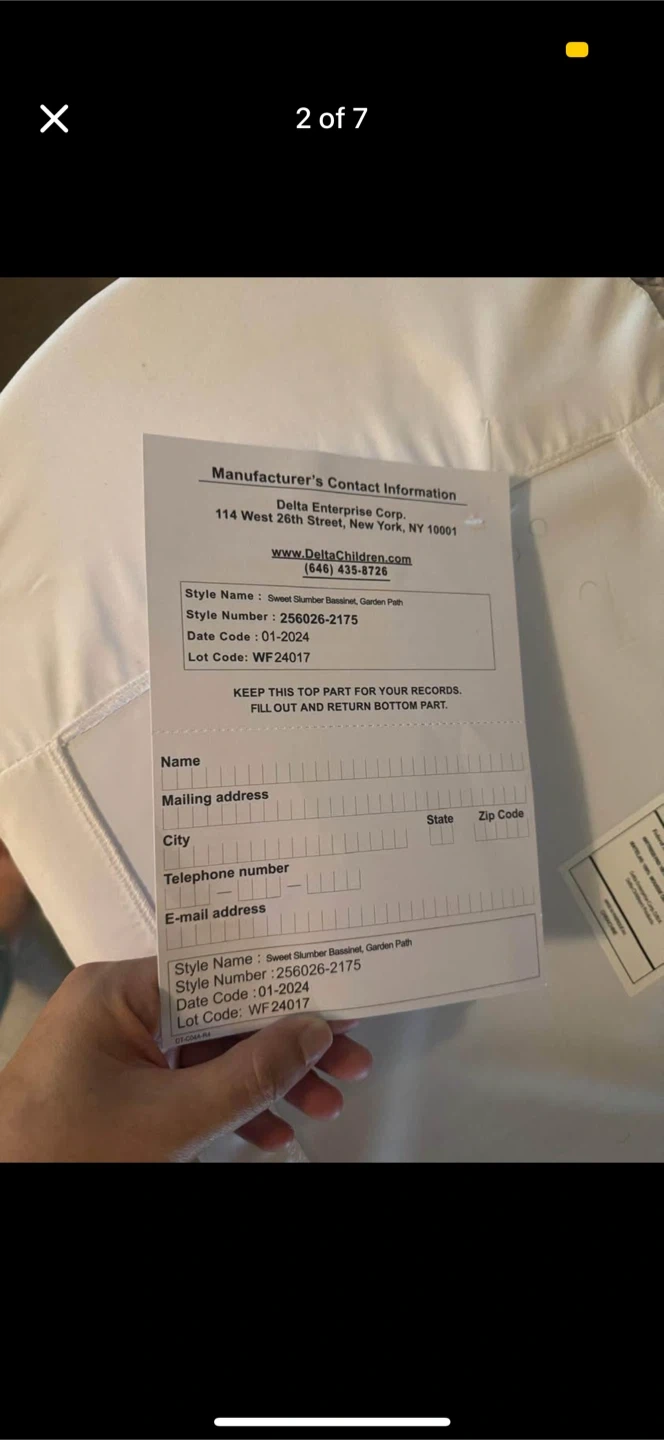 2 of 7
Manufacturer's Contact Information
Delta Enterprise Corp.
114 West 26th Street, New York, NY 10001
www.DeltaChildren.com
(646) 435-8726
Style Name : Sweet Slumber Bassinet, Garden Path
Style Number : 256026-2175
Date Code : 01-2024
Lot Code: WF24017
KEEP THIS TOP PART FOR YOUR RECORDS.
FILL OUT AND RETURN BOTTOM PART.
Name
Mailing address
City State Zip Code
Telephone number
E-mail address
Style Name : Sweet Slumber Bassinet, Garden Path
Style Number :256026-2175
Date Code :01-2024
Lot Code: WF24017